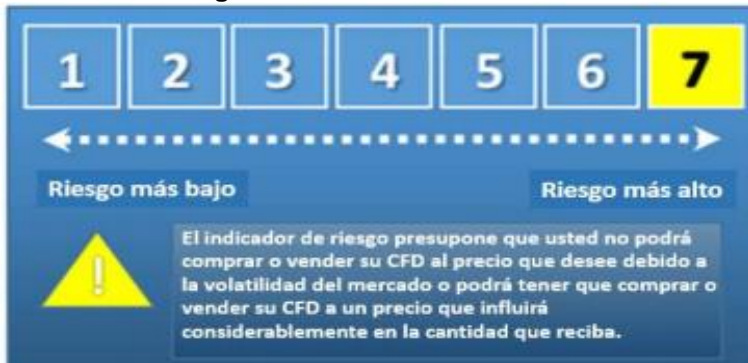 1 2 3 4 5 6 7
Riesgo más bajo Riesgo más alto
!
El indicador de riesgo presupone que usted no podrá
comprar o vender su CFD al precio que desee debido a
la volatilidad del mercado o podrá tener que comprar o
vender su CFD a un precio que influirá
considerablemente en la cantidad que reciba.